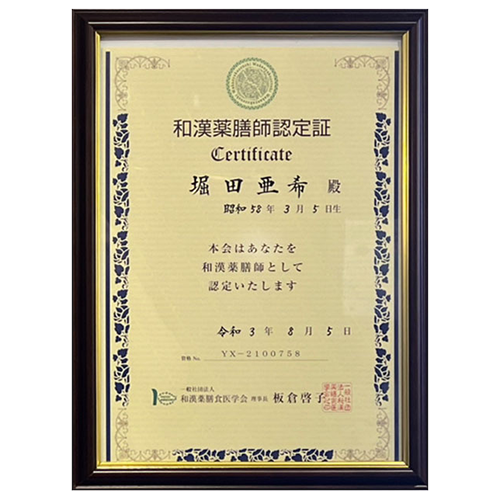 和漢薬膳師認定証
Certificate
堀田亜希 殿
昭和58年3月5日生
本会はあなたを
和漢薬膳師として
認定いたします
令和3年8月5日
資格 No. YX-2100758
一般社団法人
和漢薬膳食医学会 理事長 板倉啓子